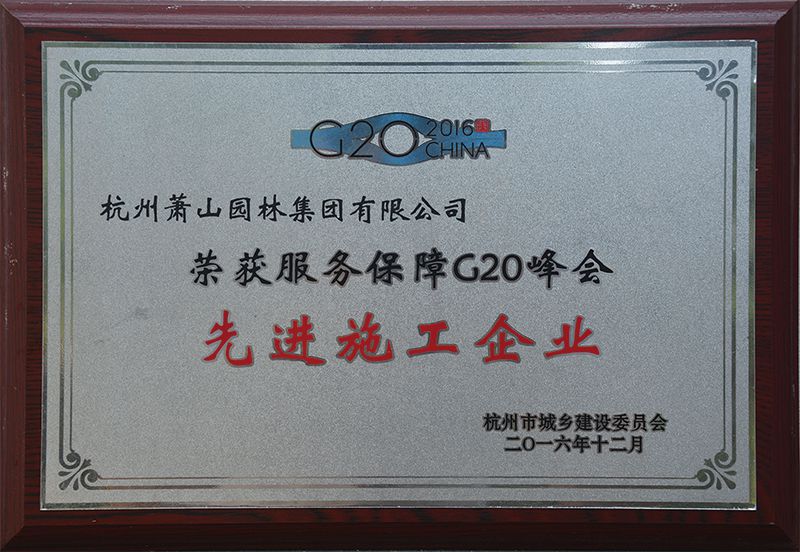 G20 2016
CHINA
杭州萧山园林集团有限公司
荣获服务保障G20峰会
先进施工企业
杭州市城乡建设委员会
二〇一六年十二月